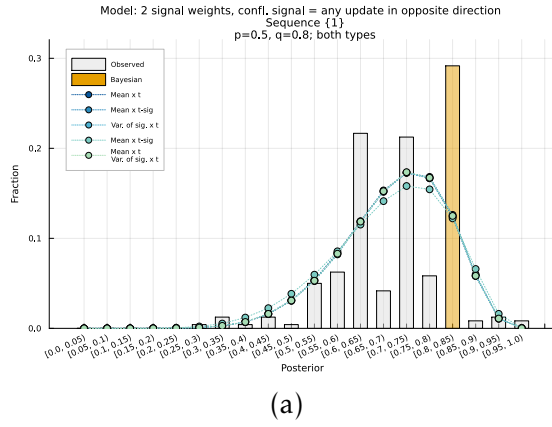 Model: 2 signal weights, confl. signal = any update in opposite direction
Sequence {1}
p=0.5, q=0.8; both types
Fraction
0.3
0.2
0.1
0.0
Observed
Bayesian
Mean x t
Mean x t-sig
Var. of sig. x t
Mean x t-sig
Mean x t
Var. of sig. x t
[0.0, 0.05)
[0.05, 0.1)
[0.1, 0.15)
[0.15, 0.2)
[0.2, 0.25)
[0.25, 0.3)
[0.3, 0.35)
[0.35, 0.4)
[0.4, 0.45)
[0.45, 0.5)
[0.5, 0.55)
[0.55, 0.6)
[0.6, 0.65)
[0.65, 0.7)
[0.7, 0.75)
[0.75, 0.8)
[0.8, 0.85)
[0.85, 0.9)
[0.9, 0.95)
[0.95, 1.0)
Posterior
(a)